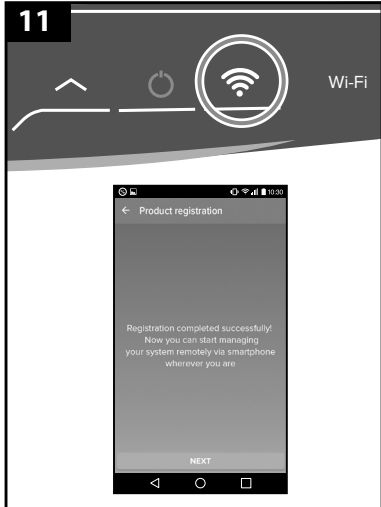 11
Wi-Fi
10:30
Product registration
Registration completed successfully!
Now you can start managing
your system remotely via smartphone
wherever you are
NEXT